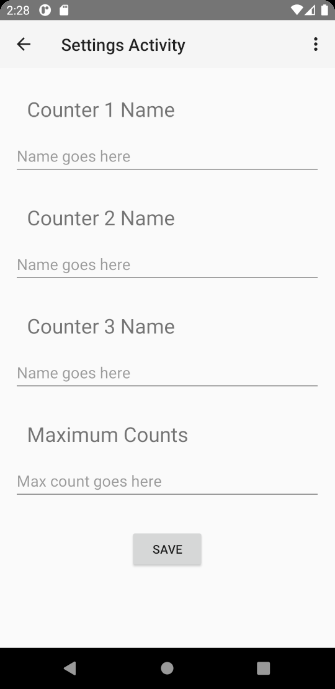 2:28
Settings Activity
Counter 1 Name
Name goes here
Counter 2 Name
Name goes here
Counter 3 Name
Name goes here
Maximum Counts
Max count goes here
SAVE